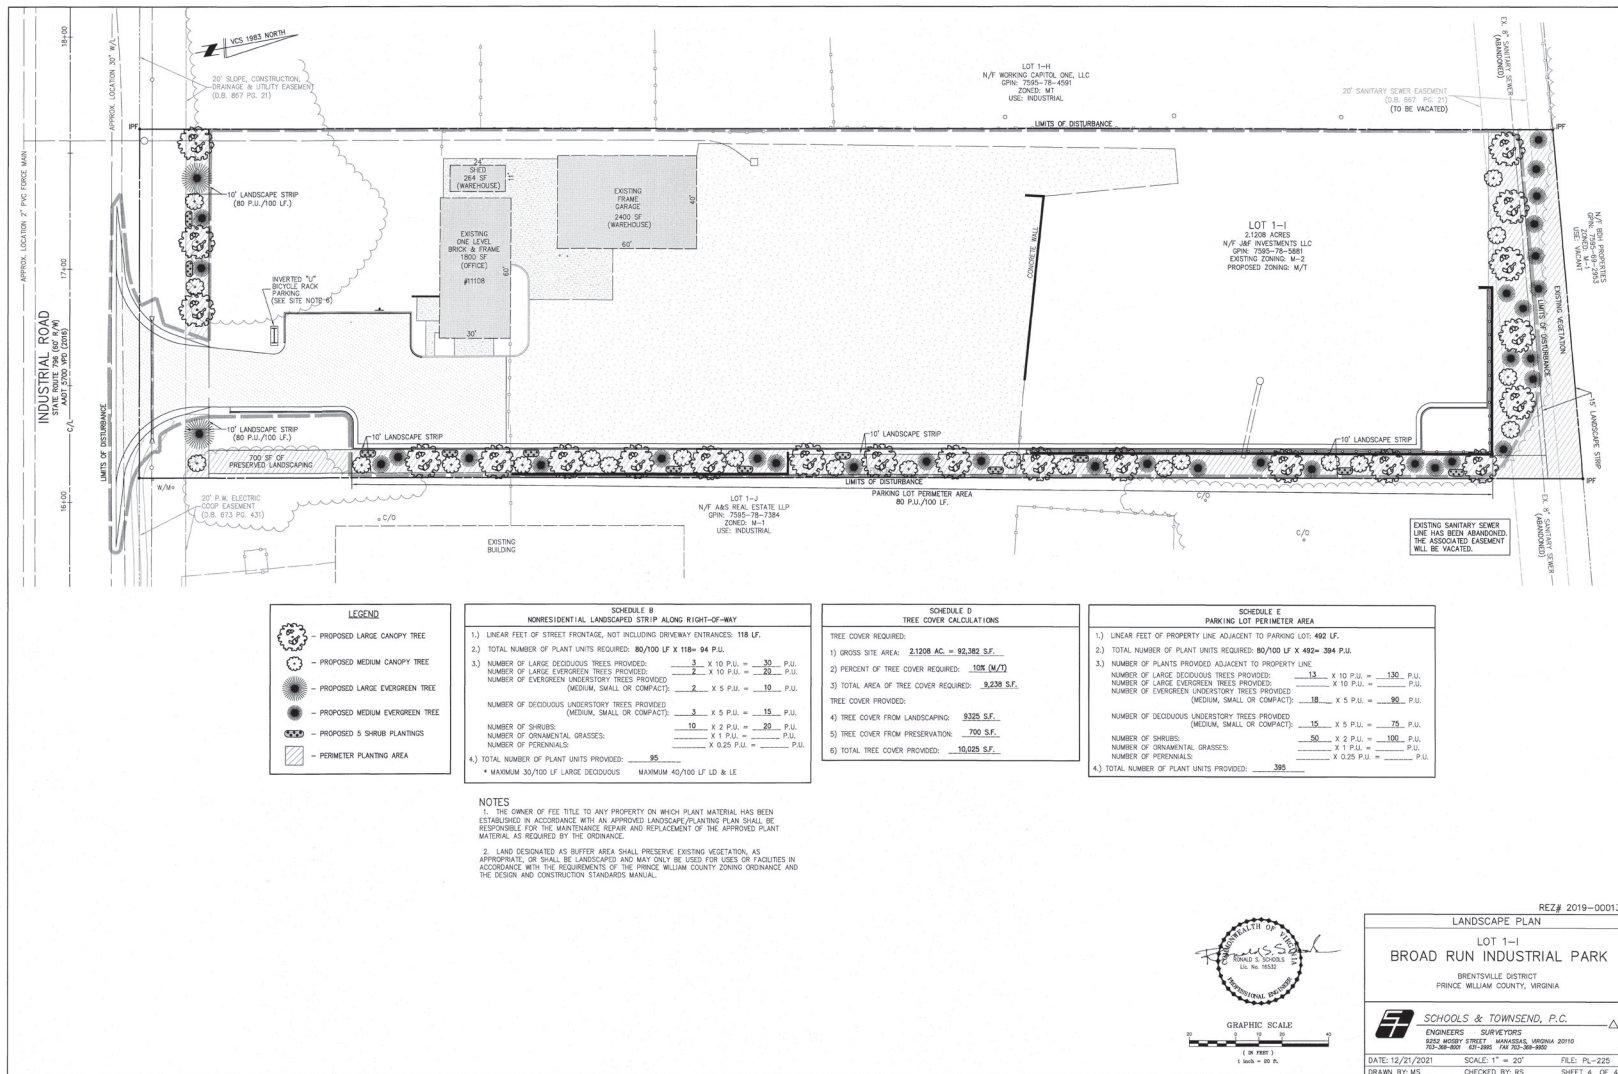 18+00
APPROX. LOCATION 2" PVC FORCE MAIN
APPROX. LOCATION 30" W/L
VCS 1983 NORTH
20' SLOPE, CONSTRUCTION,
DRAINAGE & UTILITY EASEMENT
(D.B. 867 PG. 21)
LOT 1-H
N/F WORKING CAPITOL ONE, LLC
GPIN: 7595-78-4591
ZONED: MT
USE: INDUSTRIAL
EX. 8" SANITARY SEWER
(ABANDONED)
20' SANITARY SEWER EASEMENT
(D.B. 867 PG. 21)
(TO BE VACATED)
IPF
LIMITS OF DISTURBANCE
IPF
10' LANDSCAPE STRIP
(80 P.U./100 LF.)
24'
SHED
264 SF
(WAREHOUSE)
11'
EXISTING
FRAME
GARAGE
2400 SF
(WAREHOUSE)
40'
60'
EXISTING
ONE LEVEL
BRICK & FRAME
1800 SF
(OFFICE)
#11108
60'
30'
INVERTED "U"
BICYCLE RACK
PARKING
(SEE SITE NOTE 6)
CONCRETE WALL
LOT 1-I
2.1208 ACRES
N/F J&F INVESTMENTS LLC
GPIN: 7595-78-5881
EXISTING ZONING: M-2
PROPOSED ZONING: M/T
N/F BDH PROPERTIES
GPIN: 7595-69-2953
ZONED: M-1
USE: VACANT
EXISTING VEGETATION
LIMITS OF DISTURBANCE
15' LANDSCAPE STRIP
17+00
INDUSTRIAL ROAD
STATE ROUTE 796 (60' R/W)
AADT 5700 VPD (2016)
C/L
LIMITS OF DISTURBANCE
10' LANDSCAPE STRIP
(80 P.U./100 LF.)
700 SF OF
PRESERVED LANDSCAPING
10' LANDSCAPE STRIP
10' LANDSCAPE STRIP
10' LANDSCAPE STRIP
W/M
16+00
LIMITS OF DISTURBANCE
PARKING LOT PERIMETER AREA
80 P.U./100 LF.
IPF
20' P.W. ELECTRIC
COOP EASEMENT
(D.B. 673 PG. 431)
C/O
LOT 1-J
N/F A&S REAL ESTATE LLP
GPIN: 7595-78-7384
ZONED: M-1
USE: INDUSTRIAL
EXISTING
BUILDING
C/O
C/O
EXISTING SANITARY SEWER
LINE HAS BEEN ABANDONED.
THE ASSOCIATED EASEMENT
WILL BE VACATED.
EX. 8" SANITARY SEWER
(ABANDONED)
LEGEND
- PROPOSED LARGE CANOPY TREE
- PROPOSED MEDIUM CANOPY TREE
- PROPOSED LARGE EVERGREEN TREE
- PROPOSED MEDIUM EVERGREEN TREE
- PROPOSED 5 SHRUB PLANTINGS
- PERIMETER PLANTING AREA
SCHEDULE B
NONRESIDENTIAL LANDSCAPED STRIP ALONG RIGHT-OF-WAY
1.) LINEAR FEET OF STREET FRONTAGE, NOT INCLUDING DRIVEWAY ENTRANCES: 118 LF.
2.) TOTAL NUMBER OF PLANT UNITS REQUIRED: 80/100 LF X 118= 94 P.U.
3.) NUMBER OF LARGE DECIDUOUS TREES PROVIDED: 3 X 10 P.U. = 30 P.U.
NUMBER OF LARGE EVERGREEN TREES PROVIDED: 2 X 10 P.U. = 20 P.U.
NUMBER OF EVERGREEN UNDERSTORY TREES PROVIDED
(MEDIUM, SMALL OR COMPACT): 2 X 5 P.U. = 10 P.U.
NUMBER OF DECIDUOUS UNDERSTORY TREES PROVIDED
(MEDIUM, SMALL OR COMPACT): 3 X 5 P.U. = 15 P.U.
NUMBER OF SHRUBS: 10 X 2 P.U. = 20 P.U.
NUMBER OF ORNAMENTAL GRASSES: X 1 P.U. = P.U.
NUMBER OF PERENNIALS: X 0.25 P.U. = P.U.
4.) TOTAL NUMBER OF PLANT UNITS PROVIDED: 95
* MAXIMUM 30/100 LF LARGE DECIDUOUS MAXIMUM 40/100 LF LD & LE
SCHEDULE D
TREE COVER CALCULATIONS
TREE COVER REQUIRED:
1) GROSS SITE AREA: 2.1208 AC. = 92,382 S.F.
2) PERCENT OF TREE COVER REQUIRED: 10% (M/T)
3) TOTAL AREA OF TREE COVER REQUIRED: 9,238 S.F.
TREE COVER PROVIDED:
4) TREE COVER FROM LANDSCAPING: 9325 S.F.
5) TREE COVER FROM PRESERVATION: 700 S.F.
6) TOTAL TREE COVER PROVIDED: 10,025 S.F.
SCHEDULE E
PARKING LOT PERIMETER AREA
1.) LINEAR FEET OF PROPERTY LINE ADJACENT TO PARKING LOT: 492 LF.
2.) TOTAL NUMBER OF PLANT UNITS REQUIRED: 80/100 LF X 492= 394 P.U.
3.) NUMBER OF PLANTS PROVIDED ADJACENT TO PROPERTY LINE
NUMBER OF LARGE DECIDUOUS TREES PROVIDED: 13 X 10 P.U. = 130 P.U.
NUMBER OF LARGE EVERGREEN TREES PROVIDED: X 10 P.U. = P.U.
NUMBER OF EVERGREEN UNDERSTORY TREES PROVIDED
(MEDIUM, SMALL OR COMPACT): 18 X 5 P.U. = 90 P.U.
NUMBER OF DECIDUOUS UNDERSTORY TREES PROVIDED
(MEDIUM, SMALL OR COMPACT): 15 X 5 P.U. = 75 P.U.
NUMBER OF SHRUBS: 50 X 2 P.U. = 100 P.U.
NUMBER OF ORNAMENTAL GRASSES: X 1 P.U. = P.U.
NUMBER OF PERENNIALS: X 0.25 P.U. = P.U.
4.) TOTAL NUMBER OF PLANT UNITS PROVIDED: 395
NOTES
1. THE OWNER OF FEE TITLE TO ANY PROPERTY ON WHICH PLANT MATERIAL HAS BEEN
ESTABLISHED IN ACCORDANCE WITH AN APPROVED LANDSCAPE/PLANTING PLAN SHALL BE
RESPONSIBLE FOR THE MAINTENANCE REPAIR AND REPLACEMENT OF THE APPROVED PLANT
MATERIAL AS REQUIRED BY THE ORDINANCE.
2. LAND DESIGNATED AS BUFFER AREA SHALL PRESERVE EXISTING VEGETATION, AS
APPROPRIATE, OR SHALL BE LANDSCAPED AND MAY ONLY BE USED FOR USES OR FACILITIES IN
ACCORDANCE WITH THE REQUIREMENTS OF THE PRINCE WILLIAM COUNTY ZONING ORDINANCE AND
THE DESIGN AND CONSTRUCTION STANDARDS MANUAL.
COMMONWEALTH OF VIRGINIA
Ronald S. Schools
RONALD S. SCHOOLS
Lic. No. 16532
PROFESSIONAL ENGINEER
GRAPHIC SCALE
20 0 10 20 40
( IN FEET )
1 inch = 20 ft.
REZ# 2019-00013
LANDSCAPE PLAN
LOT 1-I
BROAD RUN INDUSTRIAL PARK
BRENTSVILLE DISTRICT
PRINCE WILLIAM COUNTY, VIRGINIA
SCHOOLS & TOWNSEND, P.C.
ENGINEERS SURVEYORS
9252 MOSBY STREET MANASSAS, VIRGINIA 20110
703-368-8001 631-2995 FAX 703-368-9950
DATE: 12/21/2021 SCALE: 1" = 20' FILE: PL-225
DRAWN BY: MS CHECKED BY: RS SHEET 4 OF 4